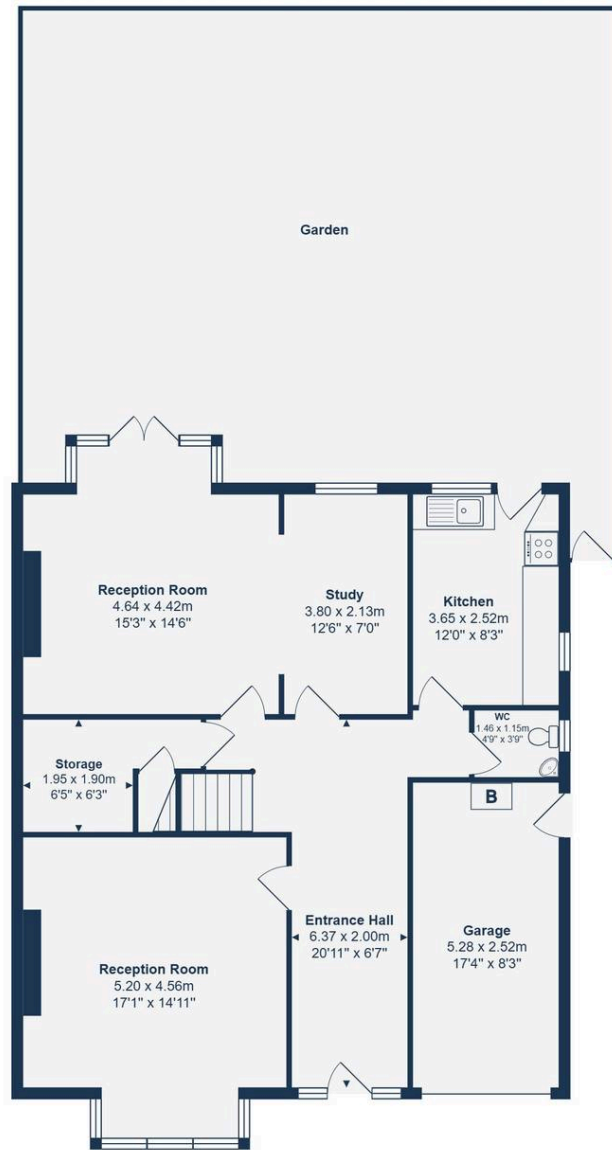 Garden
Reception Room
4.64 x 4.42m
15'3" x 14'6"
Study
3.80 x 2.13m
12'6" x 7'0"
Kitchen
3.65 x 2.52m
12'0" x 8'3"
WC
1.46 x 1.15m
4'9" x 3'9"
Storage
1.95 x 1.90m
6'5" x 6'3"
B
Entrance Hall
6.37 x 2.00m
20'11" x 6'7"
Garage
5.28 x 2.52m
17'4" x 8'3"
Reception Room
5.20 x 4.56m
17'1" x 14'11"